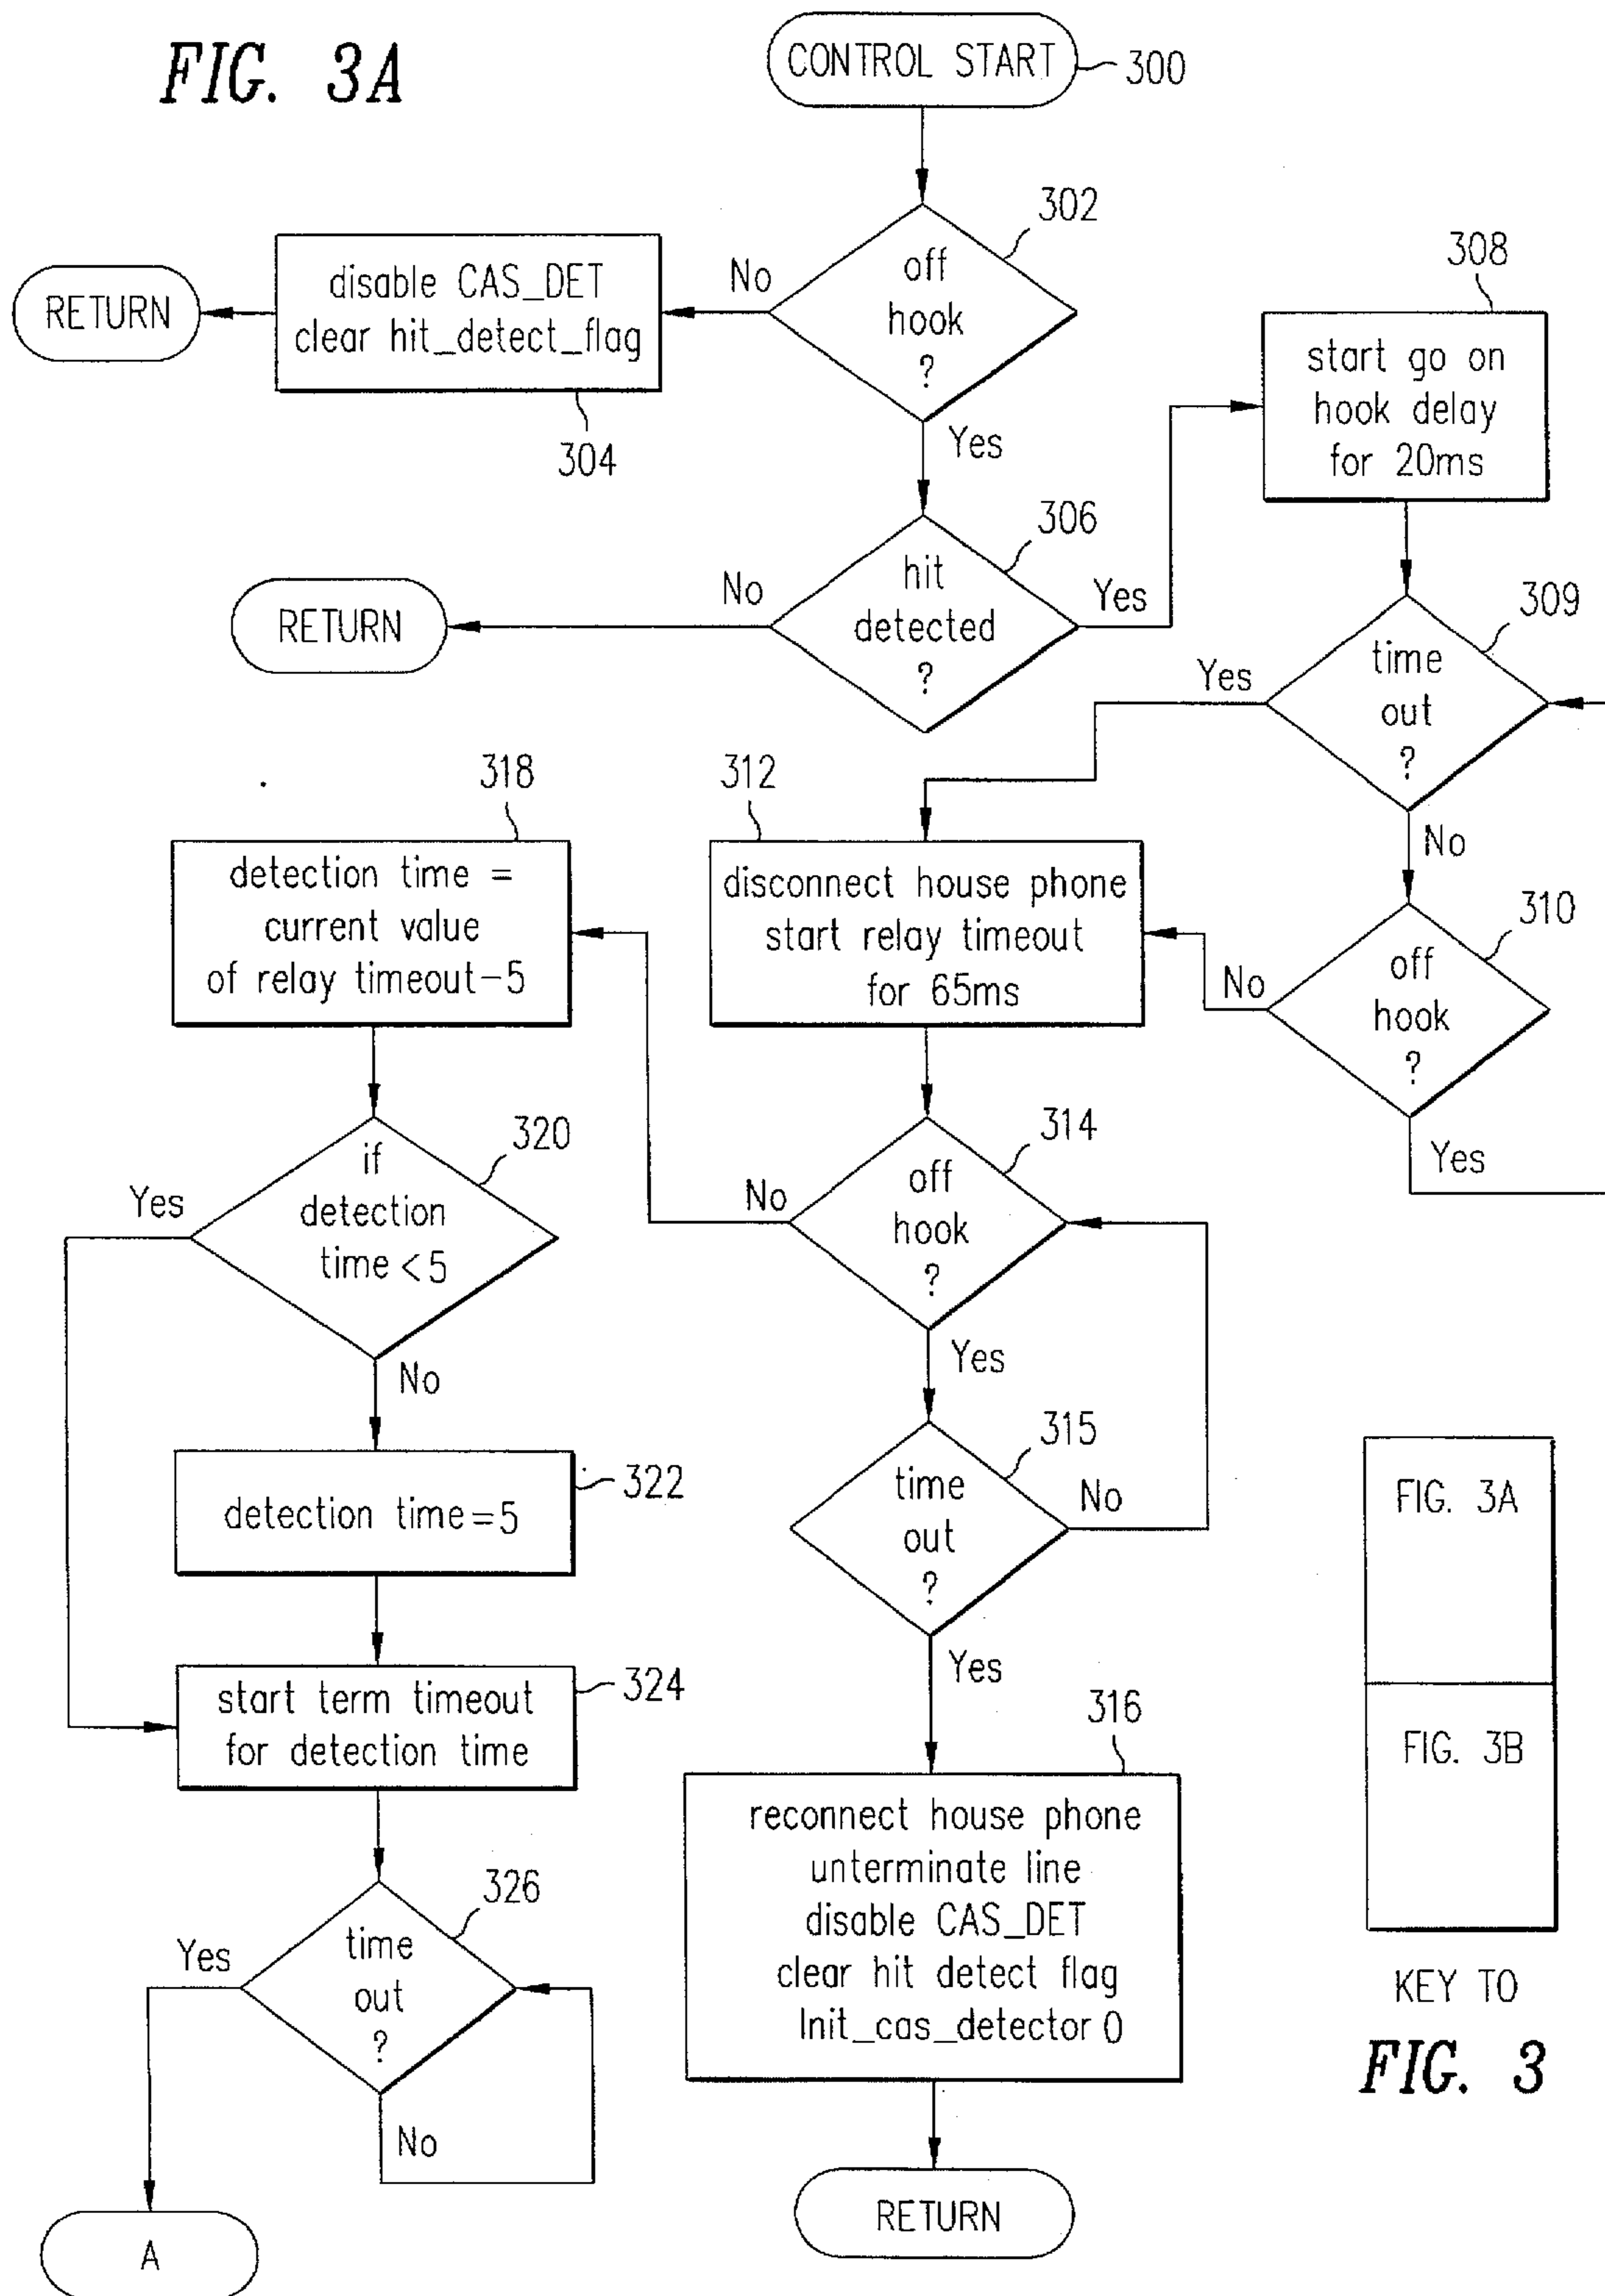 FIG. 3A
CONTROL START
300
302
off
hook
?
No
Yes
disable CAS_DET
clear hit_detect_flag
304
RETURN
306
hit
detected
?
No
Yes
RETURN
308
start go on
hook delay
for 20ms
309
time
out
?
Yes
No
310
off
hook
?
No
Yes
312
disconnect house phone
start relay timeout
for 65ms
314
off
hook
?
No
Yes
315
time
out
?
No
Yes
316
reconnect house phone
unterminate line
disable CAS_DET
clear hit detect flag
Init_cas_detector 0
RETURN
318
detection time =
current value
of relay timeout-5
320
if
detection
time <5
Yes
No
322
detection time=5
324
start term timeout
for detection time
326
time
out
?
Yes
No
A
FIG. 3A
FIG. 3B
KEY TO
FIG. 3